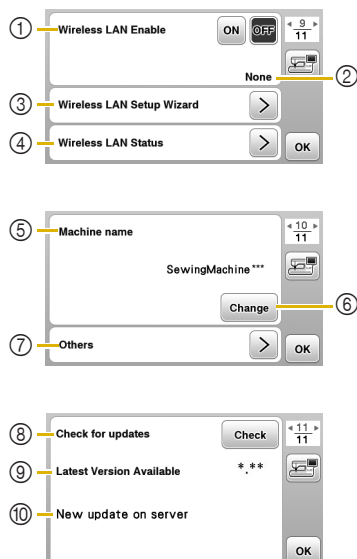 ① Wireless LAN Enable ON OFF 9
11
None ②
③ Wireless LAN Setup Wizard >
④ Wireless LAN Status > OK
⑤ Machine name 10
11
SewingMachine***
Change ⑥
⑦ Others > OK
⑧ Check for updates Check 11
11
⑨ Latest Version Available *.**
⑩ New update on server
OK